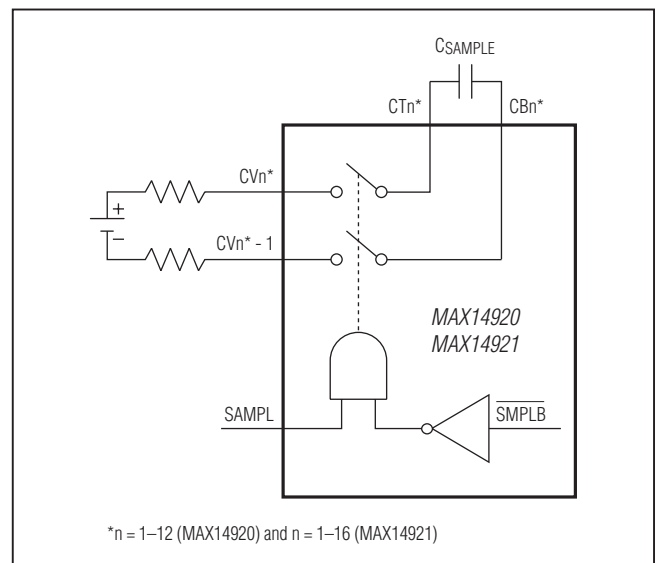 CSAMPLE
CTn* CBn*
CVn*
+
–
CVn* - 1
MAX14920
MAX14921
SAMPL
SMPLB
*n = 1–12 (MAX14920) and n = 1–16 (MAX14921)